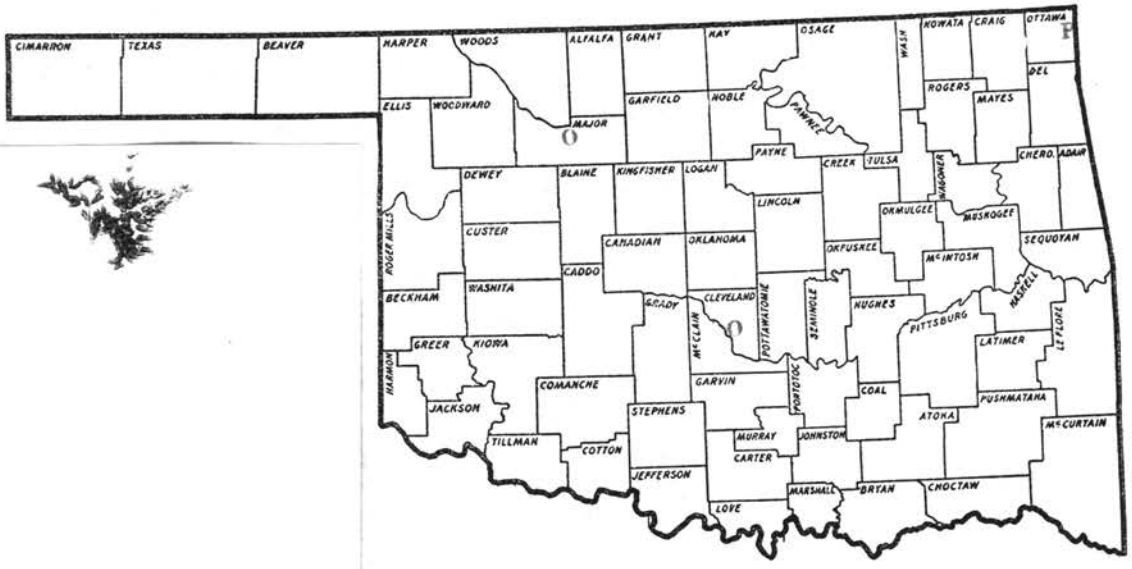 CIMARRON TEXAS BEAVER HARPER WOODS ALFALFA GRANT KAY OSAGE WASH NOWATA CRAIG OTTAWA
E
ELLIS WOODWARD MAJOR GARFIELD NOBLE PAWNEE ROGERS MAYES DEL
O
DEWEY BLAINE KINGFISHER LOGAN PAYNE CREEK TULSA WAGONER CHERO. ADAIR
ROGER MILLS CUSTER CANADIAN OKLAHOMA LINCOLN OKMULGEE MUSKOGEE
OKFUSKEE McINTOSH SEQUOYAH
BECKHAM WASHITA CADDO GRADY CLEVELAND POTTAWATOMIE SEMINOLE HUGHES PITTSBURG HASKELL LE FLORE
O
HARMON GREER KIOWA McCLAIN LATIMER
JACKSON COMANCHE GARVIN PONTOTOC COAL ATOKA PUSHMATAHA
TILLMAN COTTON STEPHENS MURRAY JOHNSTON McCURTAIN
JEFFERSON CARTER
LOVE MARSHALL BRYAN CHOCTAW